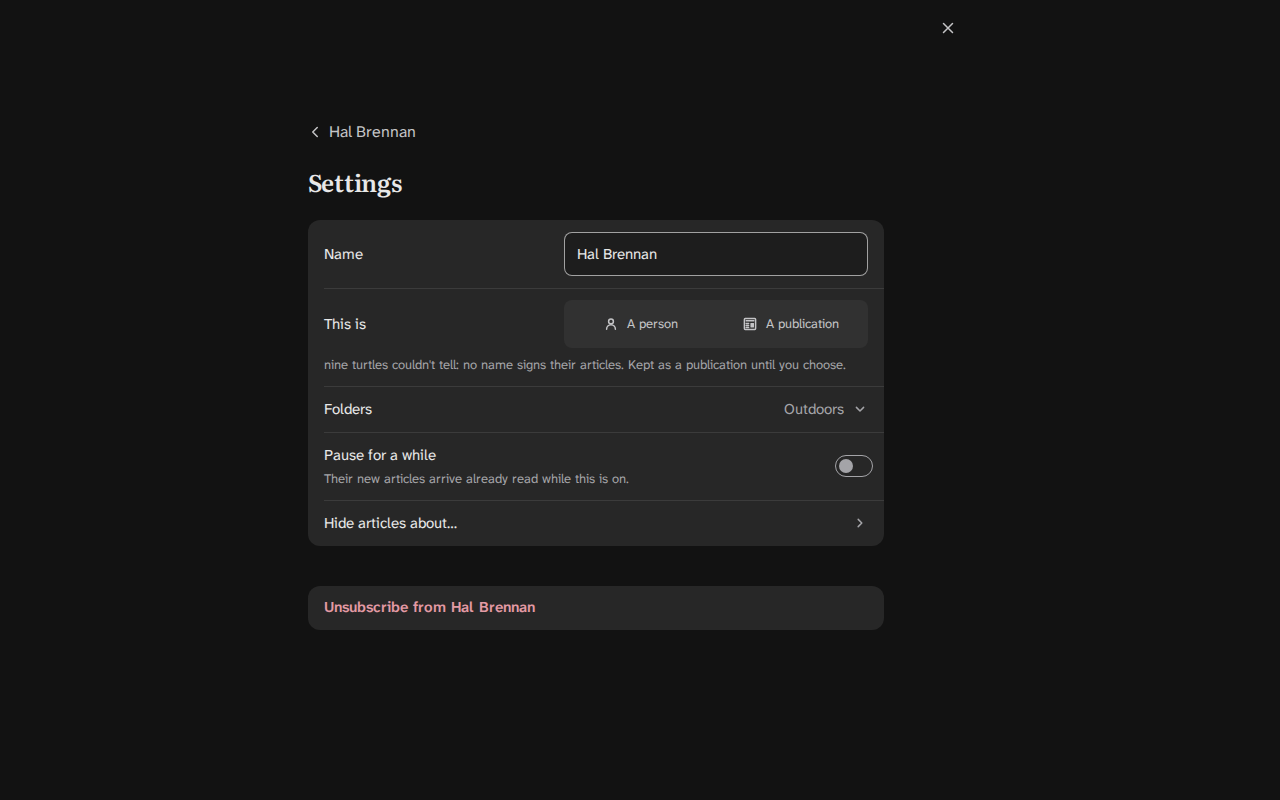 Hal Brennan
Settings
Name
Hal Brennan
This is
A person
A publication
nine turtles couldn't tell: no name signs their articles. Kept as a publication until you choose.
Folders
Outdoors
Pause for a while
Their new articles arrive already read while this is on.
Hide articles about...
Unsubscribe from Hal Brennan